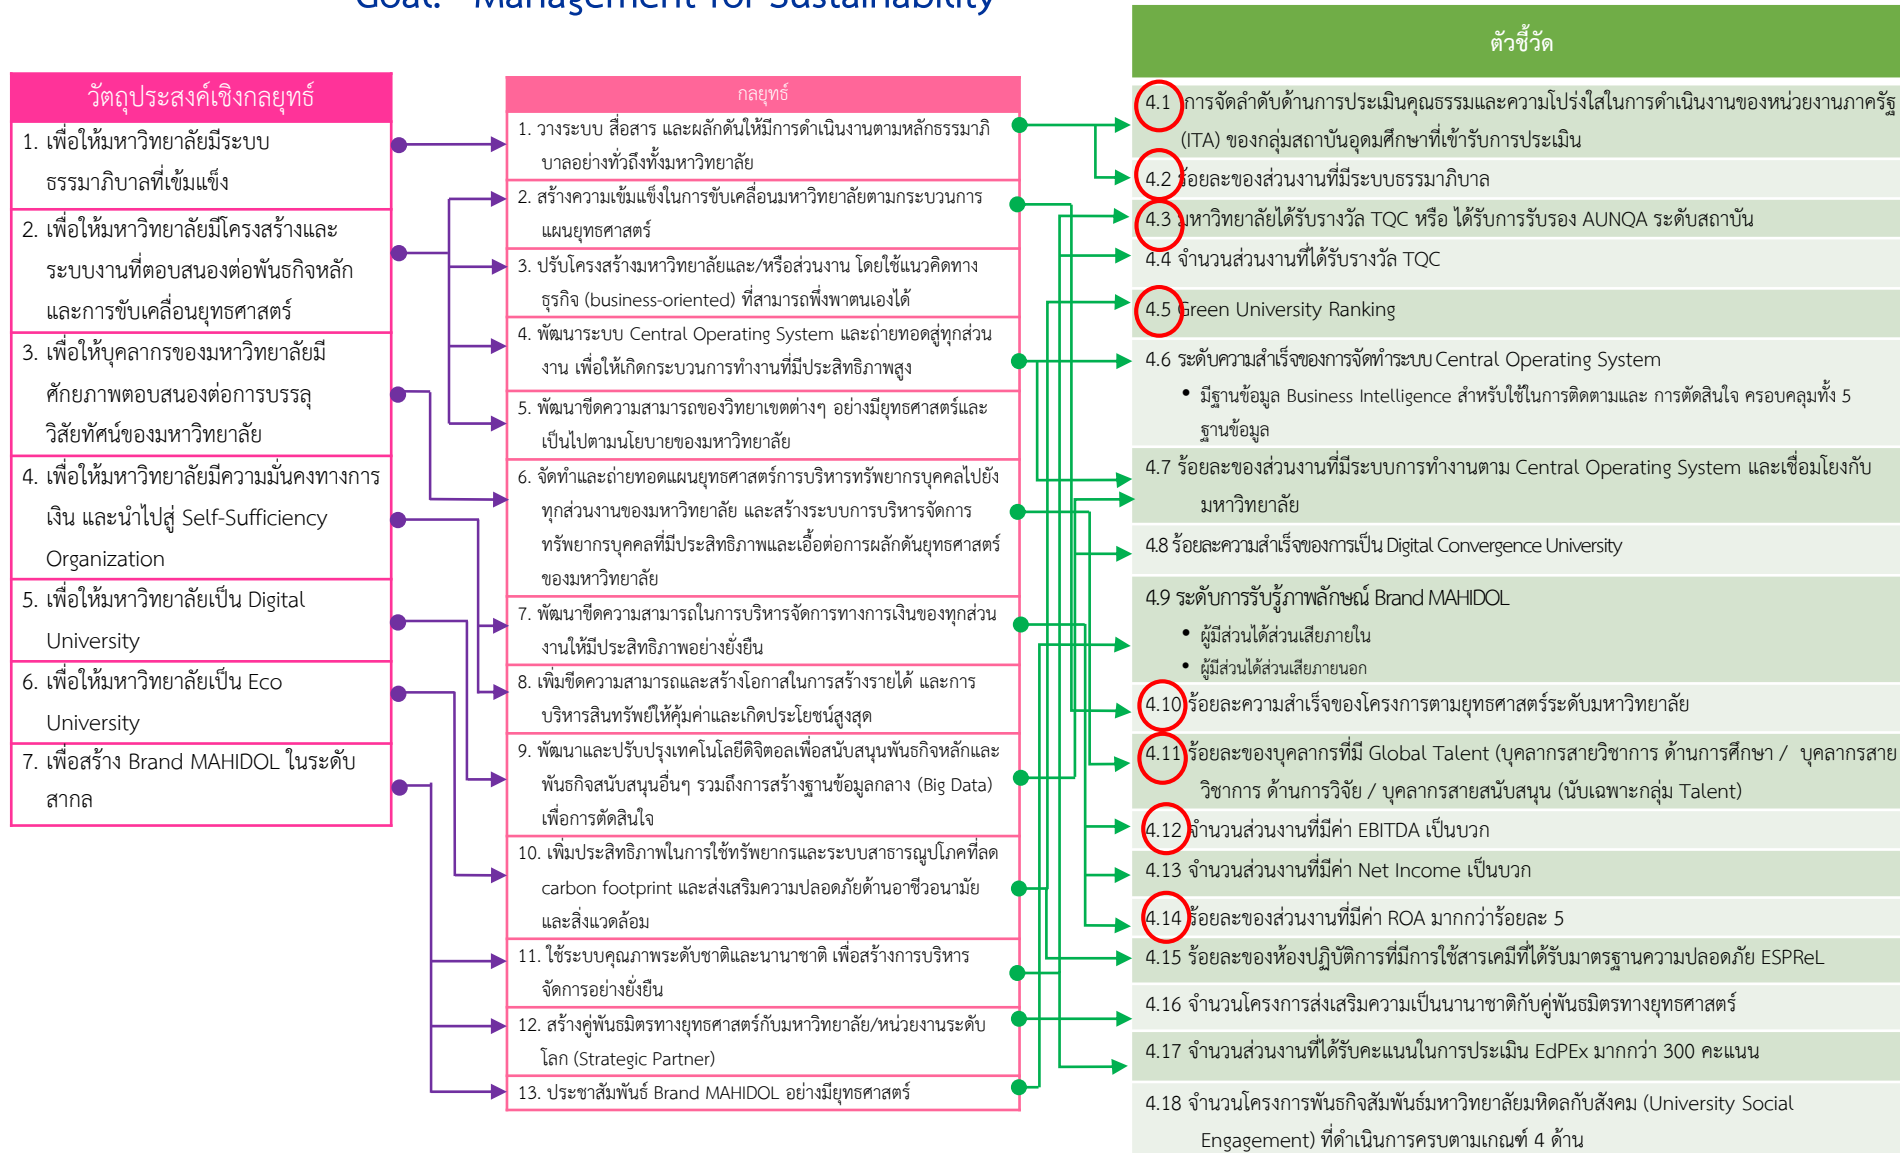 Goal: Management for Sustainability
วัตถุประสงค์เชิงกลยุทธ์
1. เพื่อให้มหาวิทยาลัยมีระบบ
ธรรมาภิบาลที่เข้มแข็ง
2. เพื่อให้มหาวิทยาลัยมีโครงสร้างและ
ระบบงานที่ตอบสนองต่อพันธกิจหลัก
และการขับเคลื่อนยุทธศาสตร์
3. เพื่อให้บุคลากรของมหาวิทยาลัยมี
ศักยภาพตอบสนองต่อการบรรลุ
วิสัยทัศน์ของมหาวิทยาลัย
4. เพื่อให้มหาวิทยาลัยมีความมั่นคงทางการ
เงิน และนำไปสู่ Self-Sufficiency
Organization
5. เพื่อให้มหาวิทยาลัยเป็น Digital
University
6. เพื่อให้มหาวิทยาลัยเป็น Eco
University
7. เพื่อสร้าง Brand MAHIDOL ในระดับ
สากล
กลยุทธ์
1. วางระบบ สื่อสาร และผลักดันให้มีการดำเนินงานตามหลักธรรมาภิ
บาลอย่างทั่วถึงทั้งมหาวิทยาลัย
2. สร้างความเข้มแข็งในการขับเคลื่อนมหาวิทยาลัยตามกระบวนการ
แผนยุทธศาสตร์
3. ปรับโครงสร้างมหาวิทยาลัยและ/หรือส่วนงาน โดยใช้แนวคิดทาง
ธุรกิจ (business-oriented) ที่สามารถพึ่งพาตนเองได้
4. พัฒนาระบบ Central Operating System และถ่ายทอดสู่ทุกส่วน
งาน เพื่อให้เกิดกระบวนการทำงานที่มีประสิทธิภาพสูง
5. พัฒนาขีดความสามารถของวิทยาเขตต่างๆ อย่างมียุทธศาสตร์และ
เป็นไปตามนโยบายของมหาวิทยาลัย
6. จัดทำและถ่ายทอดแผนยุทธศาสตร์การบริหารทรัพยากรบุคคลไปยัง
ทุกส่วนงานของมหาวิทยาลัย และสร้างระบบการบริหารจัดการ
ทรัพยากรบุคคลที่มีประสิทธิภาพและเอื้อต่อการผลักดันยุทธศาสตร์
ของมหาวิทยาลัย
7. พัฒนาขีดความสามารถในการบริหารจัดการทางการเงินของทุกส่วน
งานให้มีประสิทธิภาพอย่างยั่งยืน
8. เพิ่มขีดความสามารถและสร้างโอกาสในการสร้างรายได้ และการ
บริหารสินทรัพย์ให้คุ้มค่าและเกิดประโยชน์สูงสุด
9. พัฒนาและปรับปรุงเทคโนโลยีดิจิตอลเพื่อสนับสนุนพันธกิจหลักและ
พันธกิจสนับสนุนอื่นๆ รวมถึงการสร้างฐานข้อมูลกลาง (Big Data)
เพื่อการตัดสินใจ
10. เพิ่มประสิทธิภาพในการใช้ทรัพยากรและระบบสาธารณูปโภคที่ลด
carbon footprint และส่งเสริมความปลอดภัยด้านอาชีวอนามัย
และสิ่งแวดล้อม
11. ใช้ระบบคุณภาพระดับชาติและนานาชาติ เพื่อสร้างการบริหาร
จัดการอย่างยั่งยืน
12. สร้างคู่พันธมิตรทางยุทธศาสตร์กับมหาวิทยาลัย/หน่วยงานระดับ
โลก (Strategic Partner)
13. ประชาสัมพันธ์ Brand MAHIDOL อย่างมียุทธศาสตร์
ตัวชี้วัด
4.1 การจัดลำดับด้านการประเมินคุณธรรมและความโปร่งใสในการดำเนินงานของหน่วยงานภาครัฐ
(ITA) ของกลุ่มสถาบันอุดมศึกษาที่เข้ารับการประเมิน
4.2 ร้อยละของส่วนงานที่มีระบบธรรมาภิบาล
4.3 มหาวิทยาลัยได้รับรางวัล TQC หรือ ได้รับการรับรอง AUNQA ระดับสถาบัน
4.4 จำนวนส่วนงานที่ได้รับรางวัล TQC
4.5 Green University Ranking
4.6 ระดับความสำเร็จของการจัดทำระบบ Central Operating System
• มีฐานข้อมูล Business Intelligence สำหรับใช้ในการติดตามและ การตัดสินใจ ครอบคลุมทั้ง 5
ฐานข้อมูล
4.7 ร้อยละของส่วนงานที่มีระบบการทำงานตาม Central Operating System และเชื่อมโยงกับ
มหาวิทยาลัย
4.8 ร้อยละความสำเร็จของการเป็น Digital Convergence University
4.9 ระดับการรับรู้ภาพลักษณ์ Brand MAHIDOL
• ผู้มีส่วนได้ส่วนเสียภายใน
• ผู้มีส่วนได้ส่วนเสียภายนอก
4.10 ร้อยละความสำเร็จของโครงการตามยุทธศาสตร์ระดับมหาวิทยาลัย
4.11 ร้อยละของบุคลากรที่มี Global Talent (บุคลากรสายวิชาการ ด้านการศึกษา / บุคลากรสาย
วิชาการ ด้านการวิจัย / บุคลากรสายสนับสนุน (นับเฉพาะกลุ่ม Talent)
4.12 จำนวนส่วนงานที่มีค่า EBITDA เป็นบวก
4.13 จำนวนส่วนงานที่มีค่า Net Income เป็นบวก
4.14 ร้อยละของส่วนงานที่มีค่า ROA มากกว่าร้อยละ 5
4.15 ร้อยละของห้องปฏิบัติการที่มีการใช้สารเคมีที่ได้รับมาตรฐานความปลอดภัย ESPReL
4.16 จำนวนโครงการส่งเสริมความเป็นนานาชาติกับคู่พันธมิตรทางยุทธศาสตร์
4.17 จำนวนส่วนงานที่ได้รับคะแนนในการประเมิน EdPEx มากกว่า 300 คะแนน
4.18 จำนวนโครงการพันธกิจสัมพันธ์มหาวิทยาลัยมหิดลกับสังคม (University Social
Engagement) ที่ดำเนินการครบตามเกณฑ์ 4 ด้าน